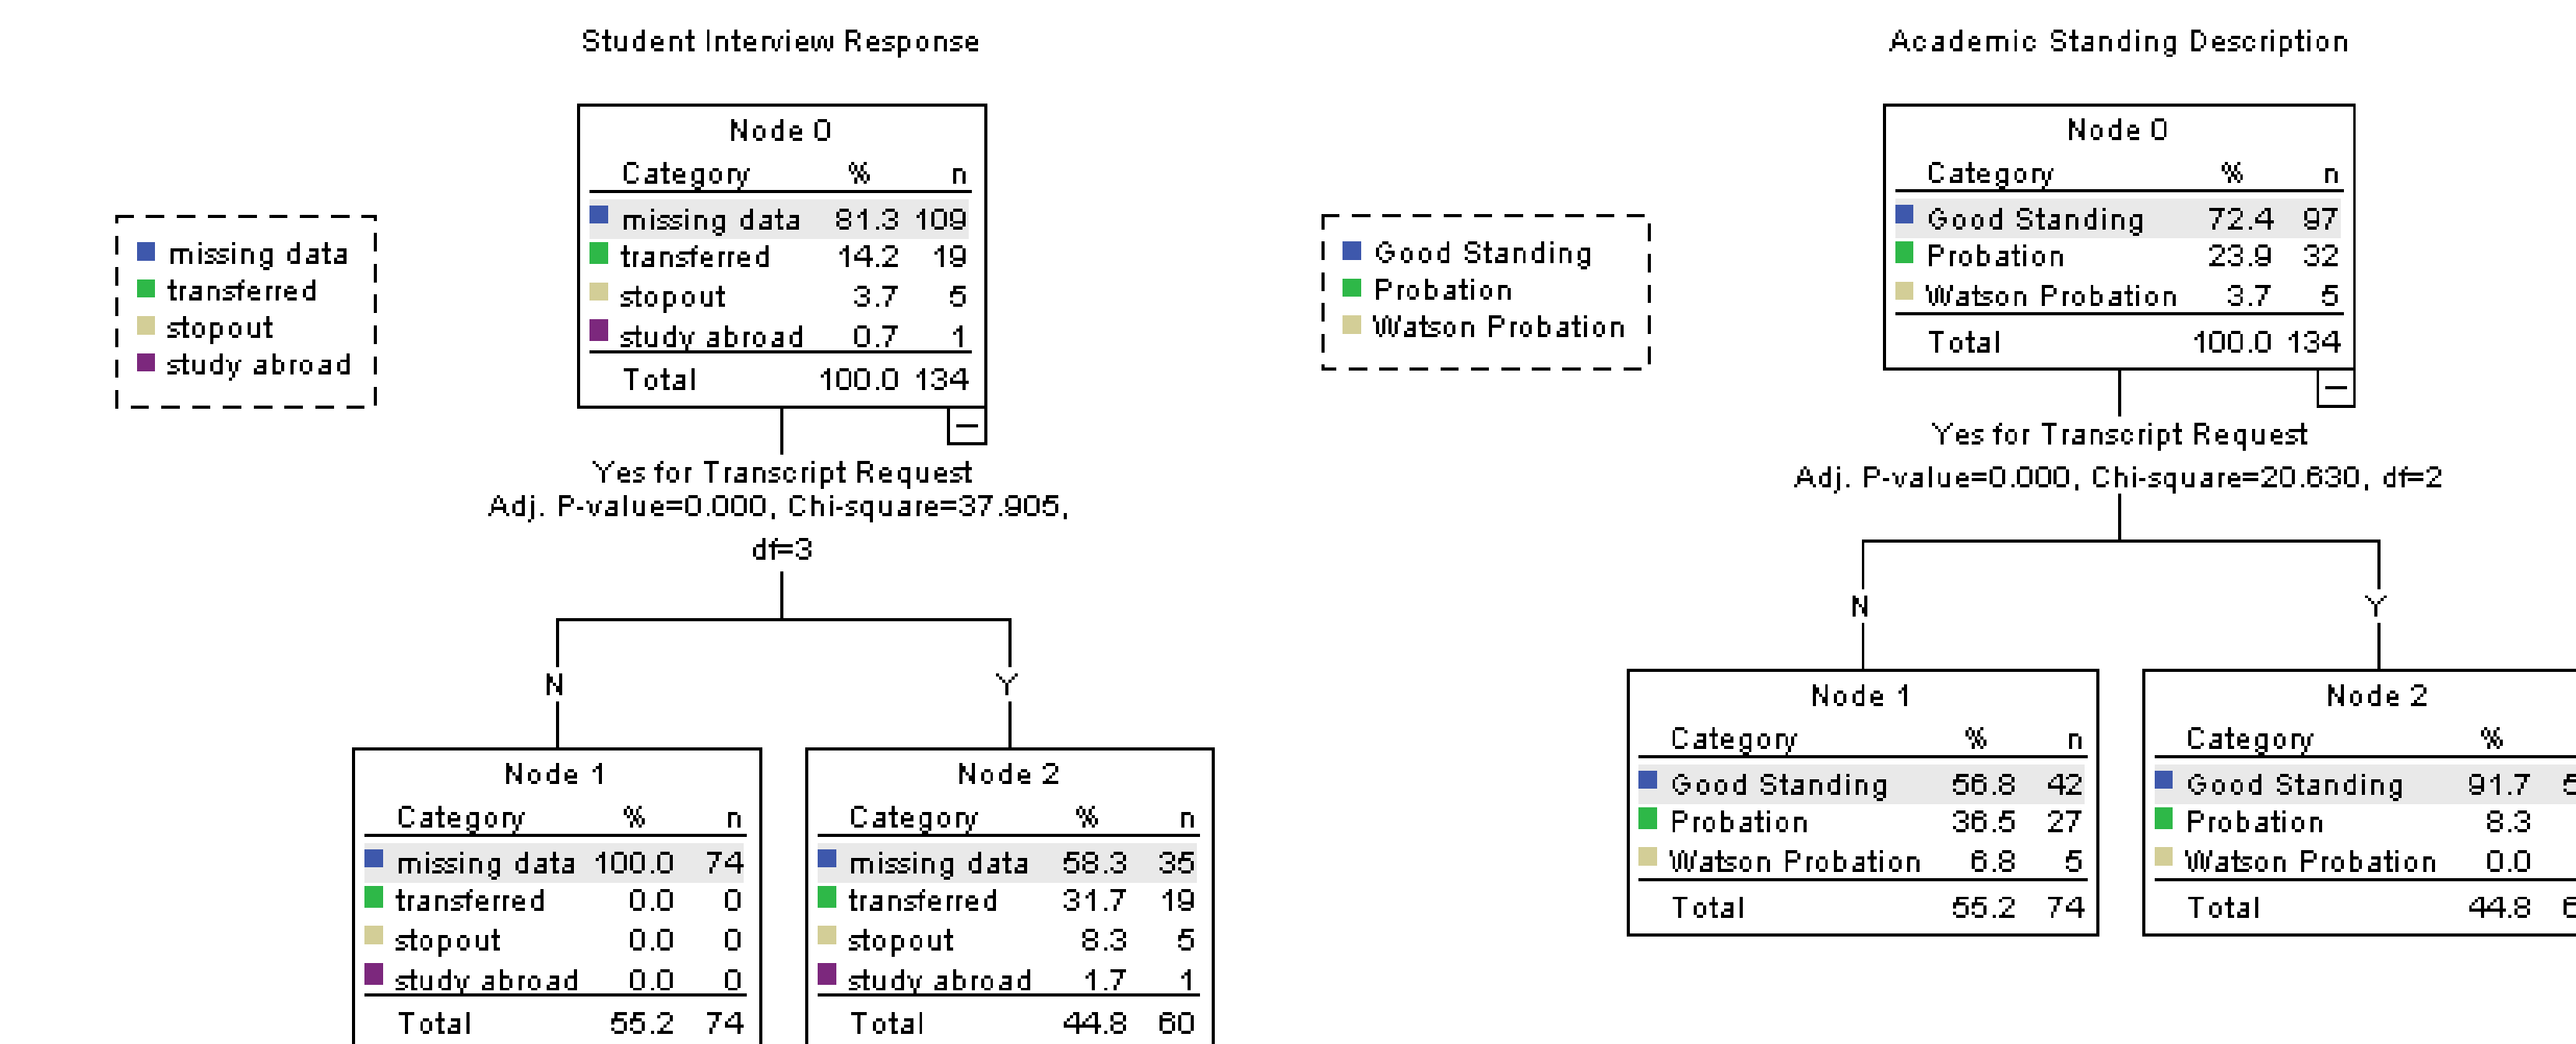 Student Interview Response
missing data
transferred
stopout
study abroad
Node 0
Category % n
missing data 81.3 109
transferred 14.2 19
stopout 3.7 5
study abroad 0.7 1
Total 100.0 134
Yes for Transcript Request
Adj. P-value=0.000, Chi-square=37.905,
df=3
N
Y
Node 1
Category % n
missing data 100.0 74
transferred 0.0 0
stopout 0.0 0
study abroad 0.0 0
Total 55.2 74
Node 2
Category % n
missing data 58.3 35
transferred 31.7 19
stopout 8.3 5
study abroad 1.7 1
Total 44.8 60
Academic Standing Description
Good Standing
Probation
Watson Probation
Node 0
Category % n
Good Standing 72.4 97
Probation 23.9 32
Watson Probation 3.7 5
Total 100.0 134
Yes for Transcript Request
Adj. P-value=0.000, Chi-square=20.630, df=2
N
Y
Node 1
Category % n
Good Standing 56.8 42
Probation 36.5 27
Watson Probation 6.8 5
Total 55.2 74
Node 2
Category %
Good Standing 91.7
Probation 8.3
Watson Probation 0.0
Total 44.8